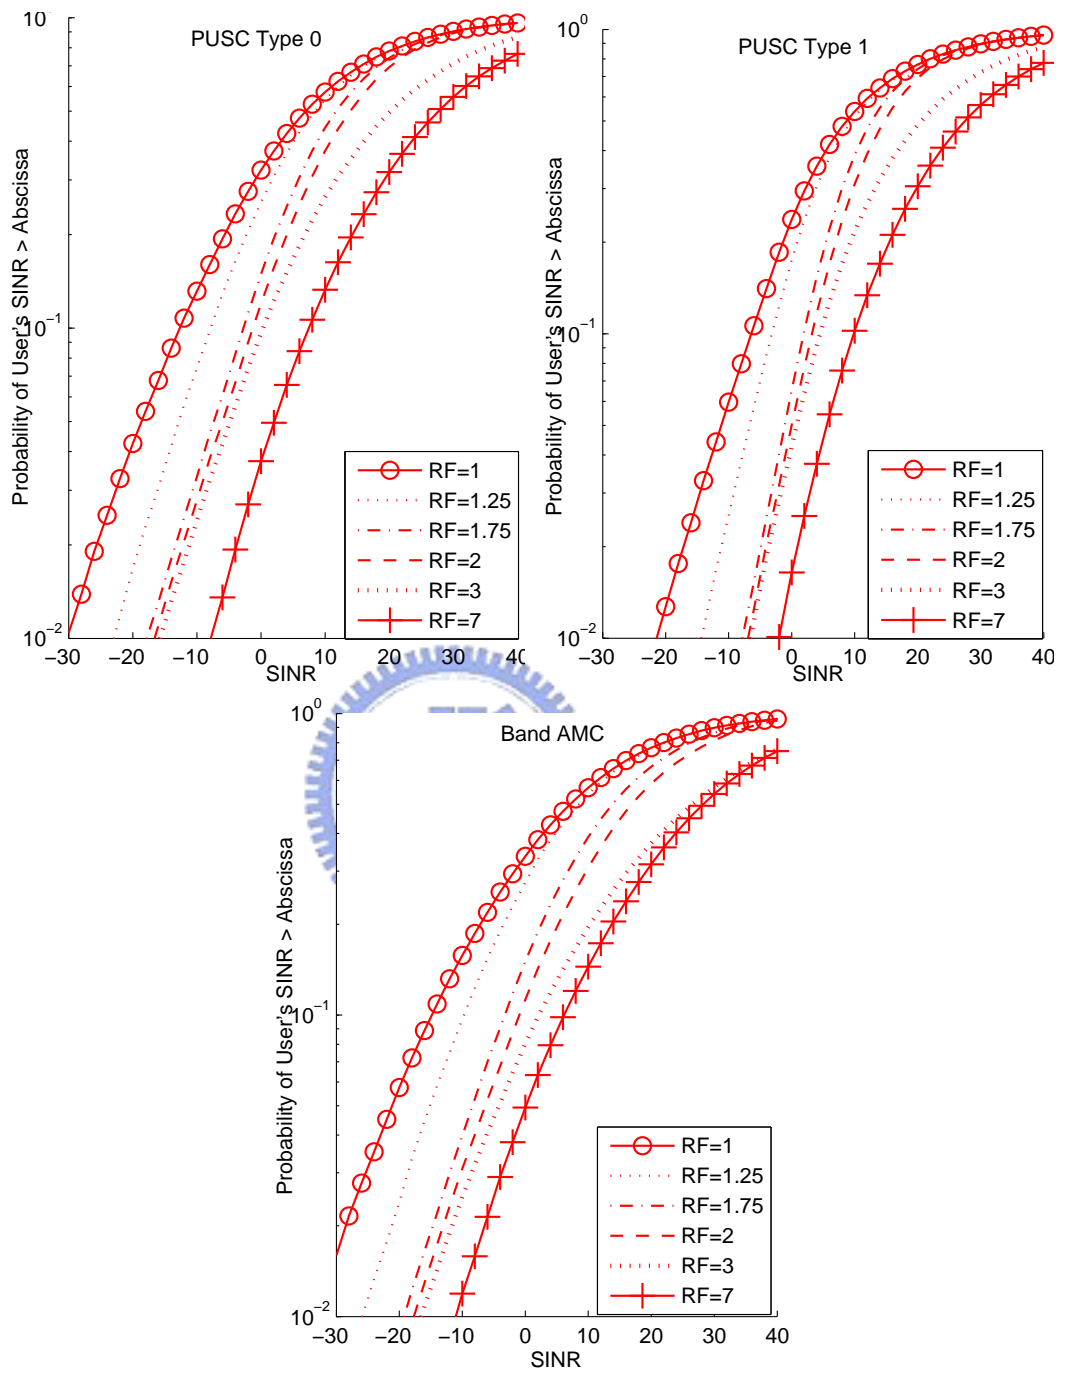 PUSC Type 0
Probability of User's SINR > Abscissa
10
10^-1
10^-2
−30 −20 −10 0 10 20 30 40
SINR
RF=1
RF=1.25
RF=1.75
RF=2
RF=3
RF=7
PUSC Type 1
Probability of User's SINR > Abscissa
10^0
10^-1
10^-2
−30 −20 −10 0 10 20 30 40
SINR
RF=1
RF=1.25
RF=1.75
RF=2
RF=3
RF=7
Band AMC
Probability of User's SINR > Abscissa
10^0
10^-1
10^-2
−30 −20 −10 0 10 20 30 40
SINR
RF=1
RF=1.25
RF=1.75
RF=2
RF=3
RF=7